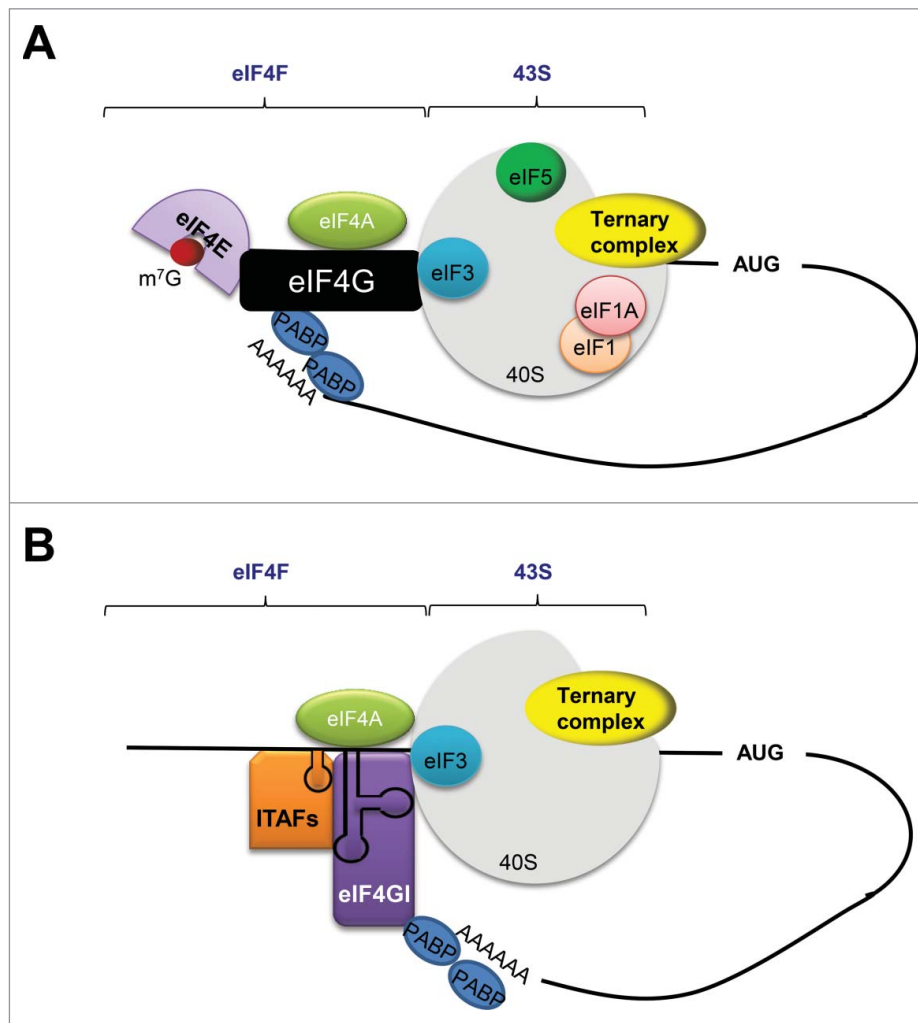 A
eIF4F
43S
eIF5
eIF4A
Ternary
complex
eIF4E
AUG
eIF3
eIF4G
m⁷G
eIF1A
PABP
eIF1
AAAAAA
PABP
40S
B
eIF4F
43S
Ternary
complex
eIF4A
AUG
eIF3
ITAFs
40S
eIF4GI
PABP
AAAAAA
PABP